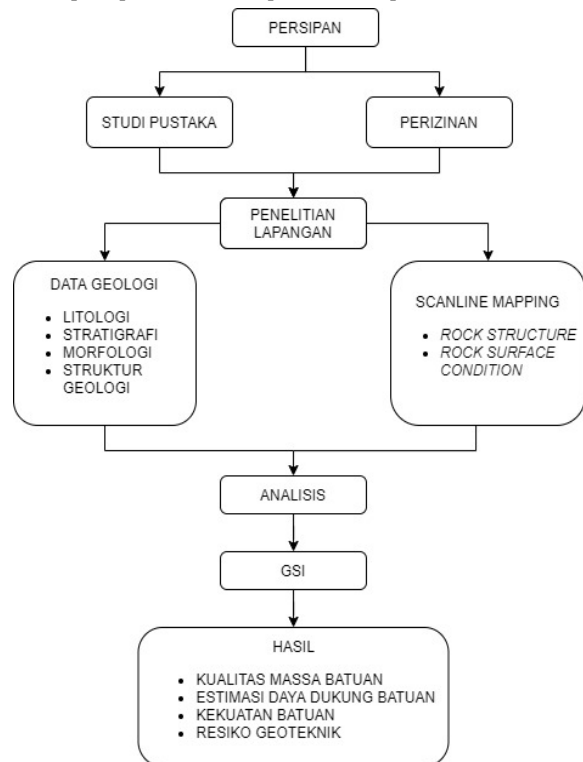 PERSIPAN
STUDI PUSTAKA
PERIZINAN
PENELITIAN
LAPANGAN
DATA GEOLOGI
• LITOLOGI
• STRATIGRAFI
• MORFOLOGI
• STRUKTUR
GEOLOGI
SCANLINE MAPPING
• ROCK STRUCTURE
• ROCK SURFACE
CONDITION
ANALISIS
GSI
HASIL
• KUALITAS MASSA BATUAN
• ESTIMASI DAYA DUKUNG BATUAN
• KEKUATAN BATUAN
• RESIKO GEOTEKNIK